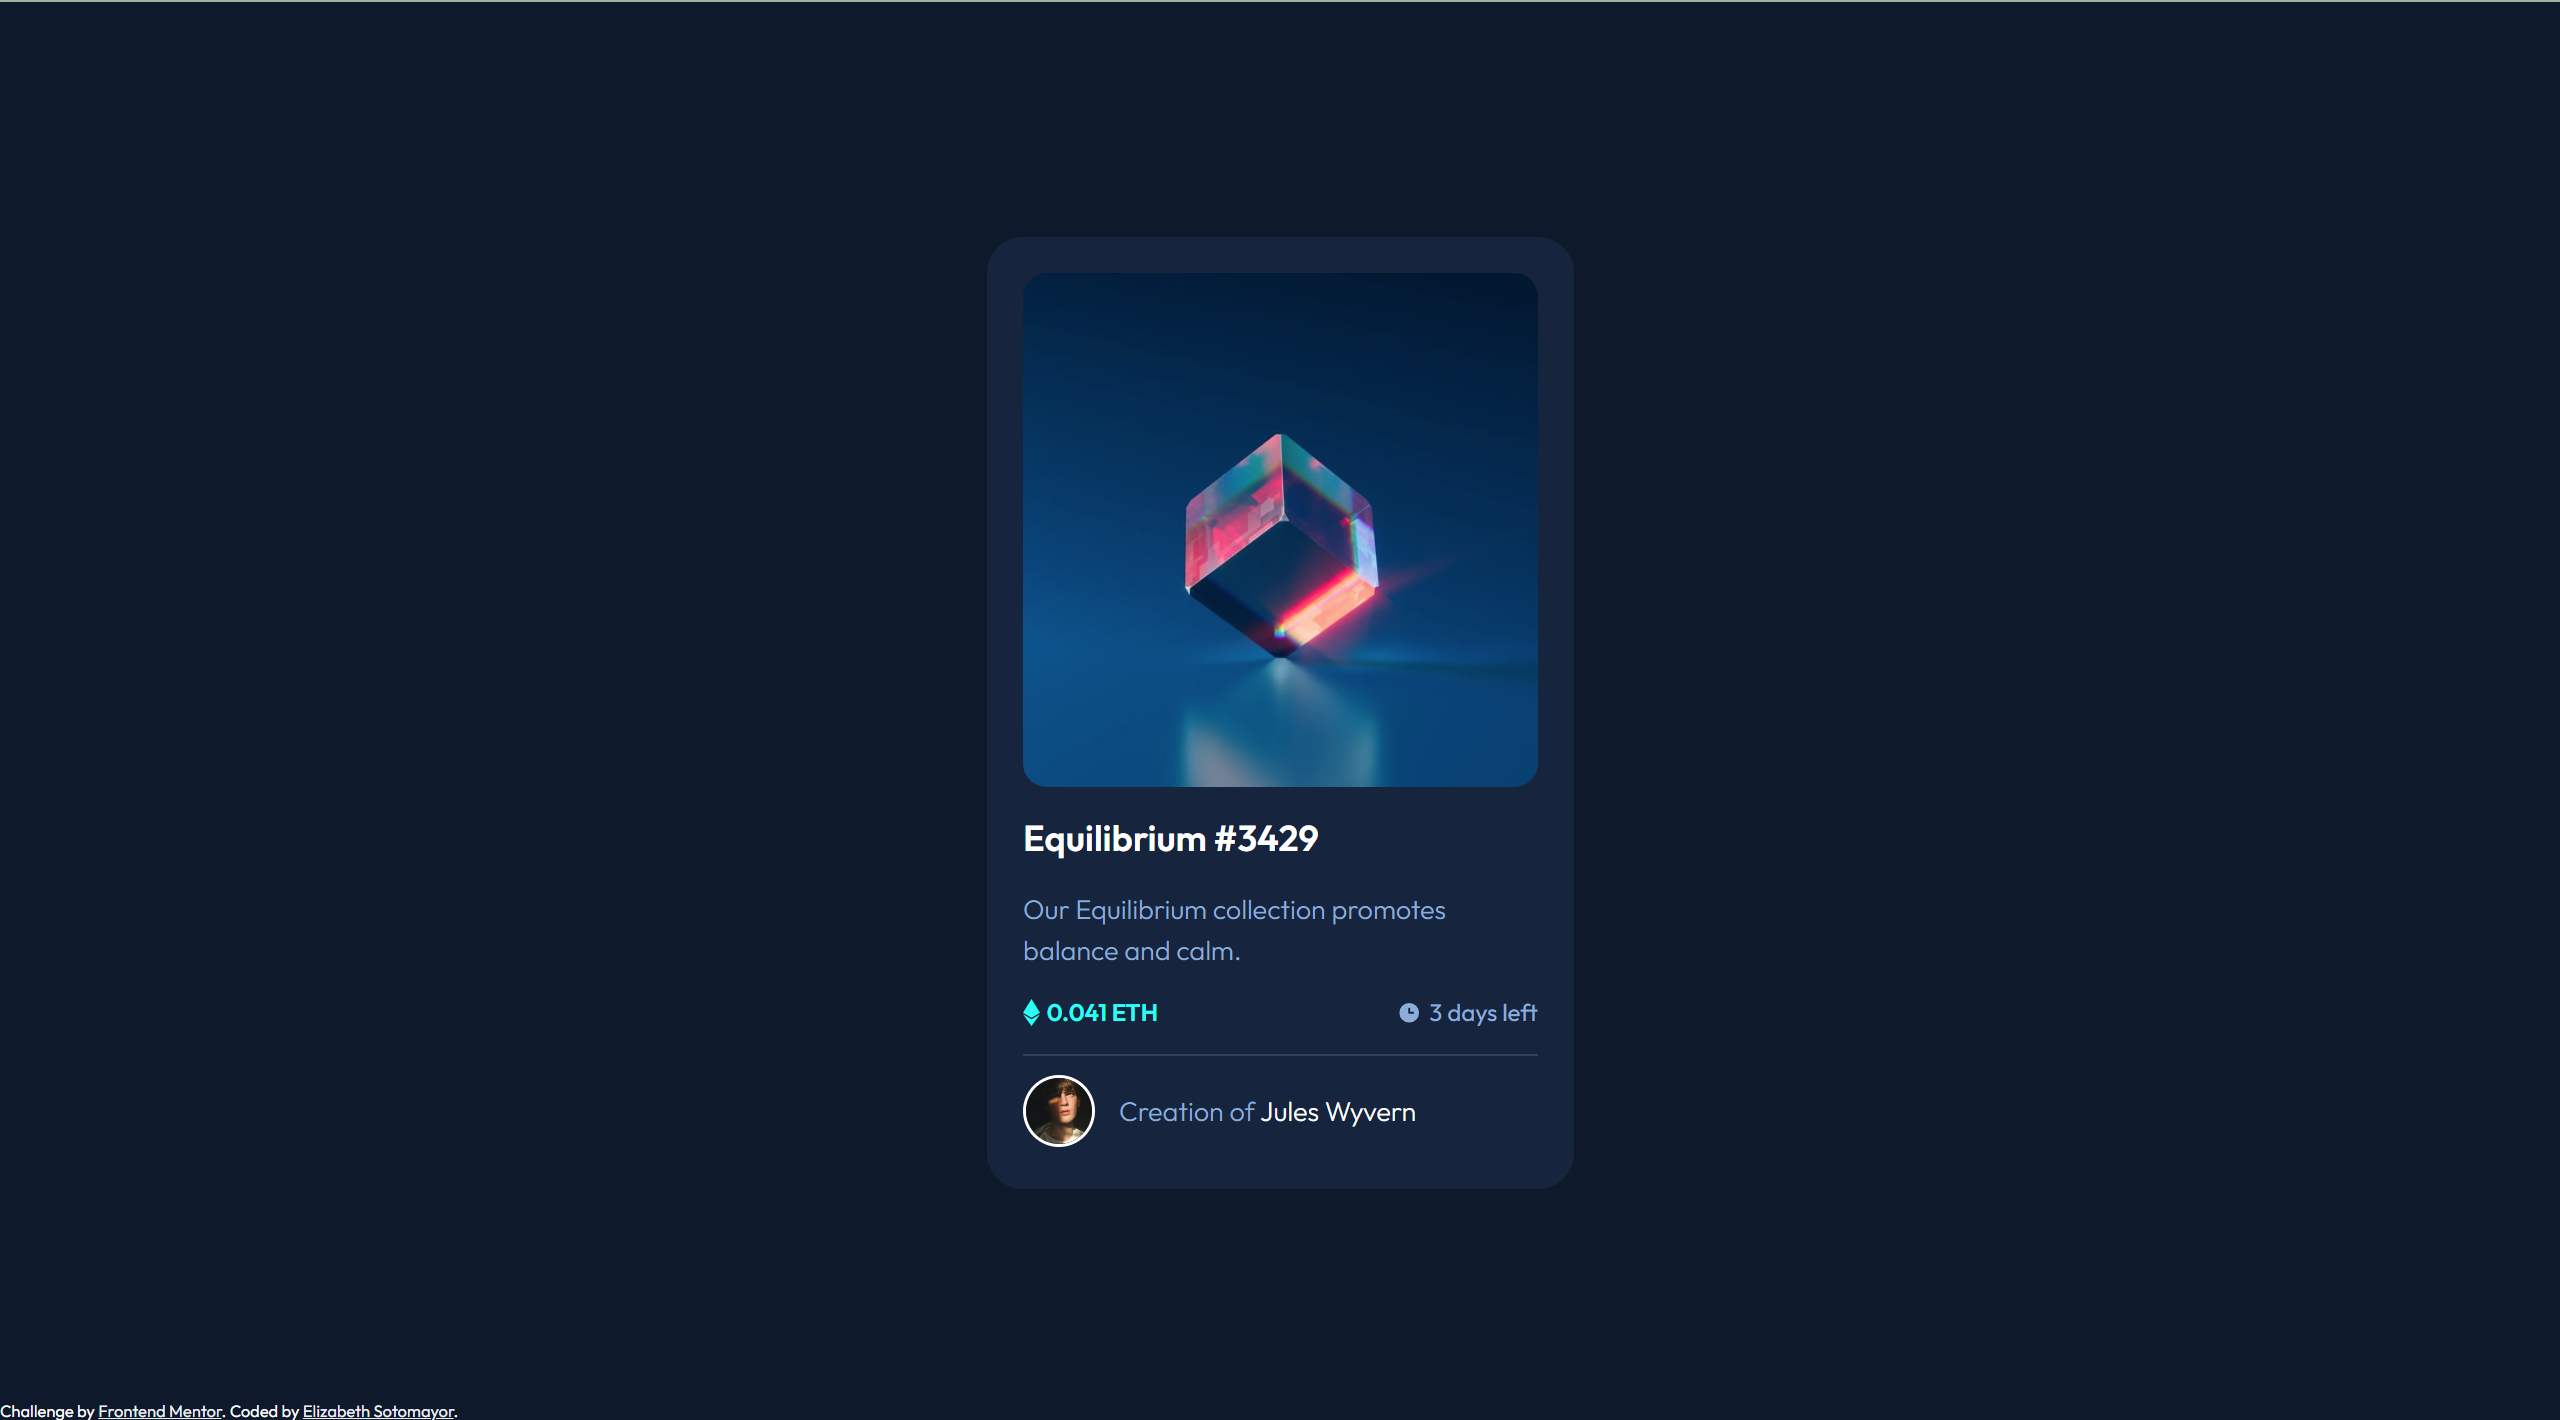 Equilibrium #3429
Our Equilibrium collection promotes
balance and calm.
0.041 ETH
3 days left
Creation of Jules Wyvern
Challenge by Frontend Mentor. Coded by Elizabeth Sotomayor.